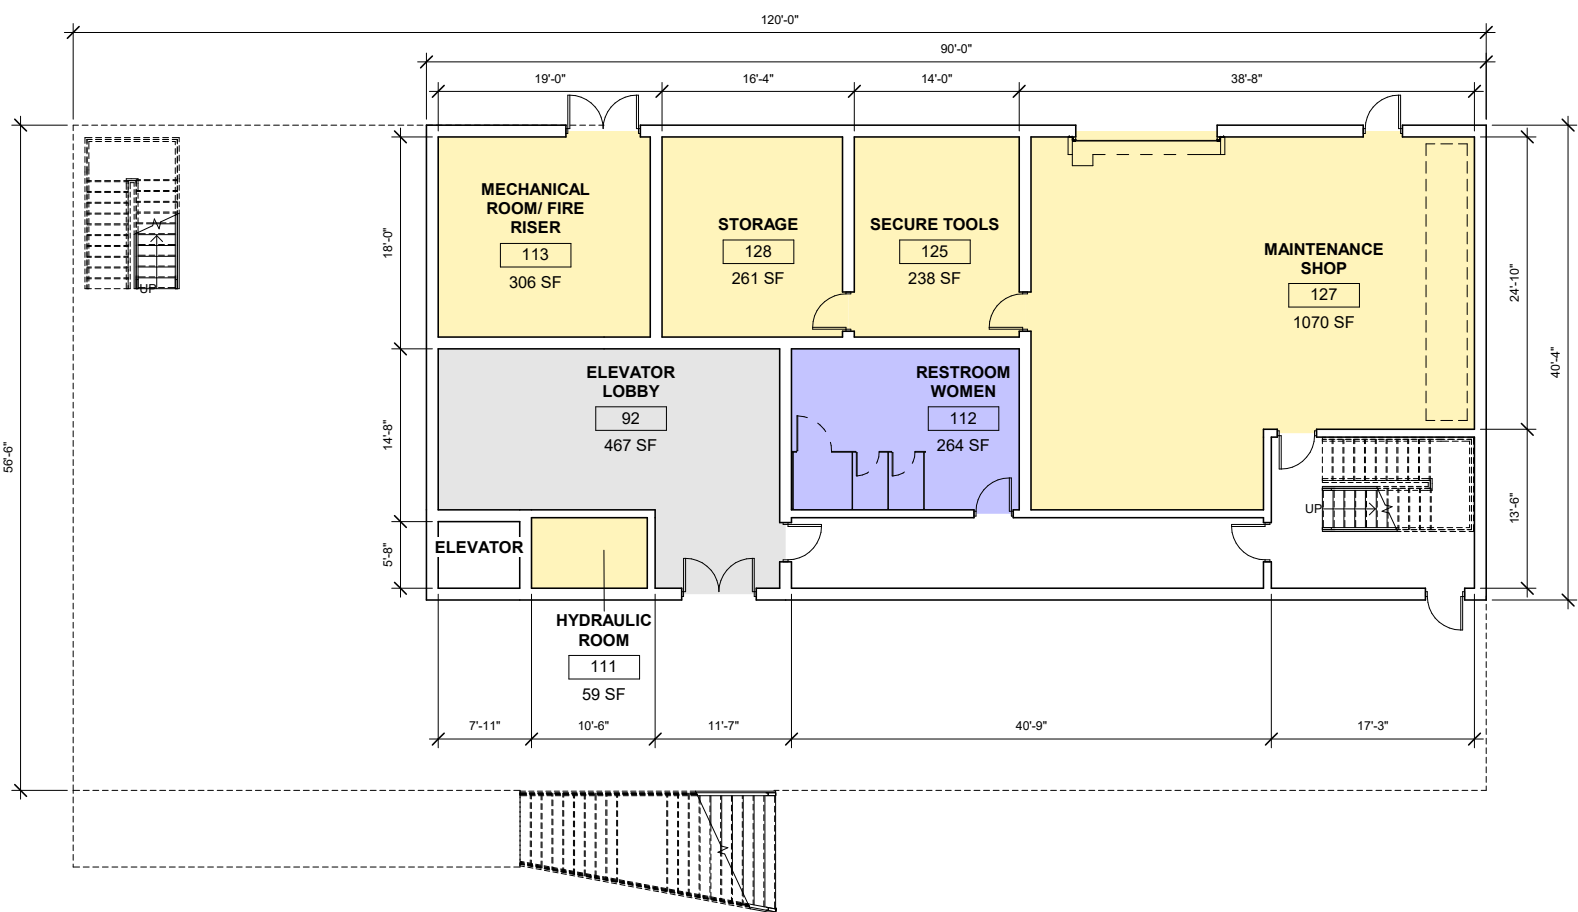 120'-0"
90'-0"
19'-0"
16'-4"
14'-0"
38'-8"
MECHANICAL
ROOM/ FIRE
RISER
113
306 SF
STORAGE
128
261 SF
SECURE TOOLS
125
238 SF
MAINTENANCE
SHOP
127
1070 SF
18'-0"
24'-10"
UP
40'-4"
56'-6"
ELEVATOR
LOBBY
92
467 SF
RESTROOM
WOMEN
112
264 SF
14'-8"
UP
13'-6"
5'-8"
ELEVATOR
HYDRAULIC
ROOM
111
59 SF
7'-11"
10'-6"
11'-7"
40'-9"
17'-3"